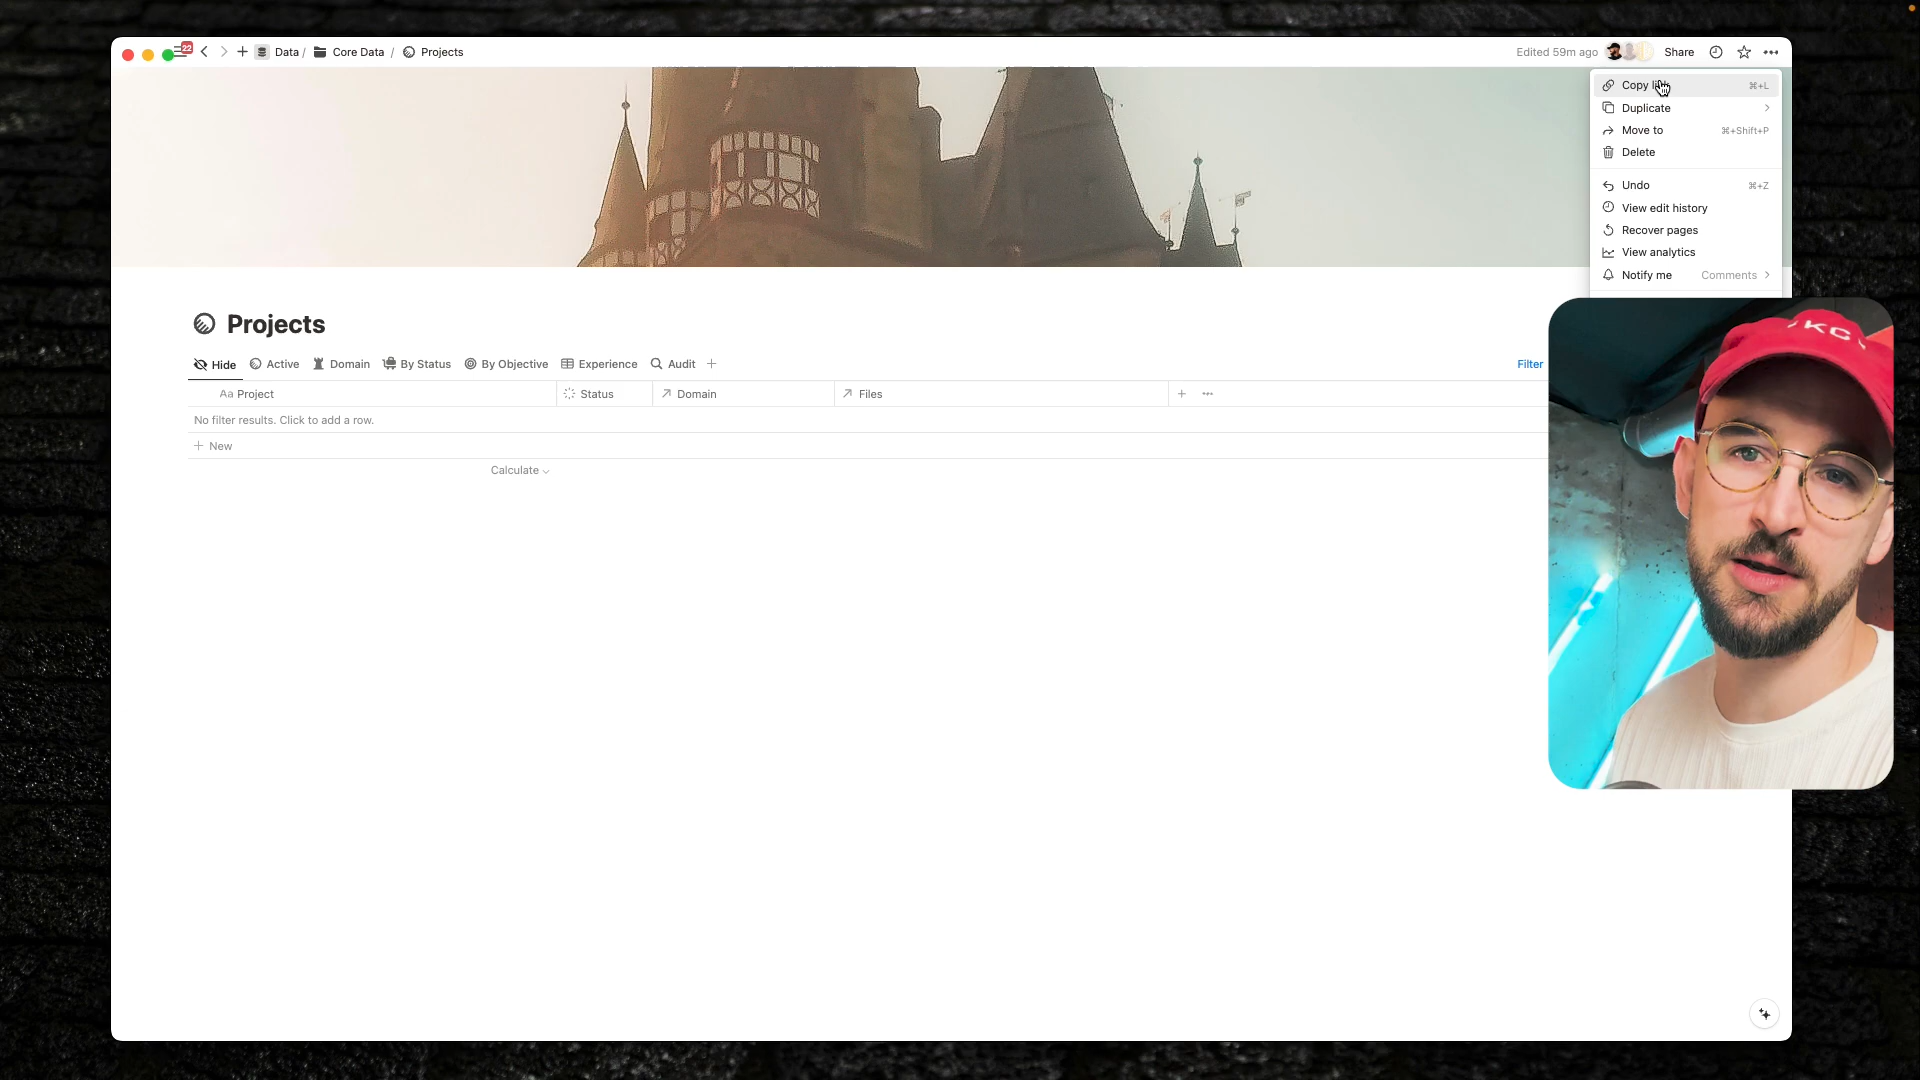 22
Data / Core Data / Projects
Edited 59m ago Share
Copy li ⌘+L
Duplicate
Move to ⌘+Shift+P
Delete
Undo ⌘+Z
View edit history
Recover pages
View analytics
Notify me Comments
KC
Projects
Hide Active Domain By Status By Objective Experience Audit
Filter
Aa Project Status Domain Files
No filter results. Click to add a row.
New
Calculate